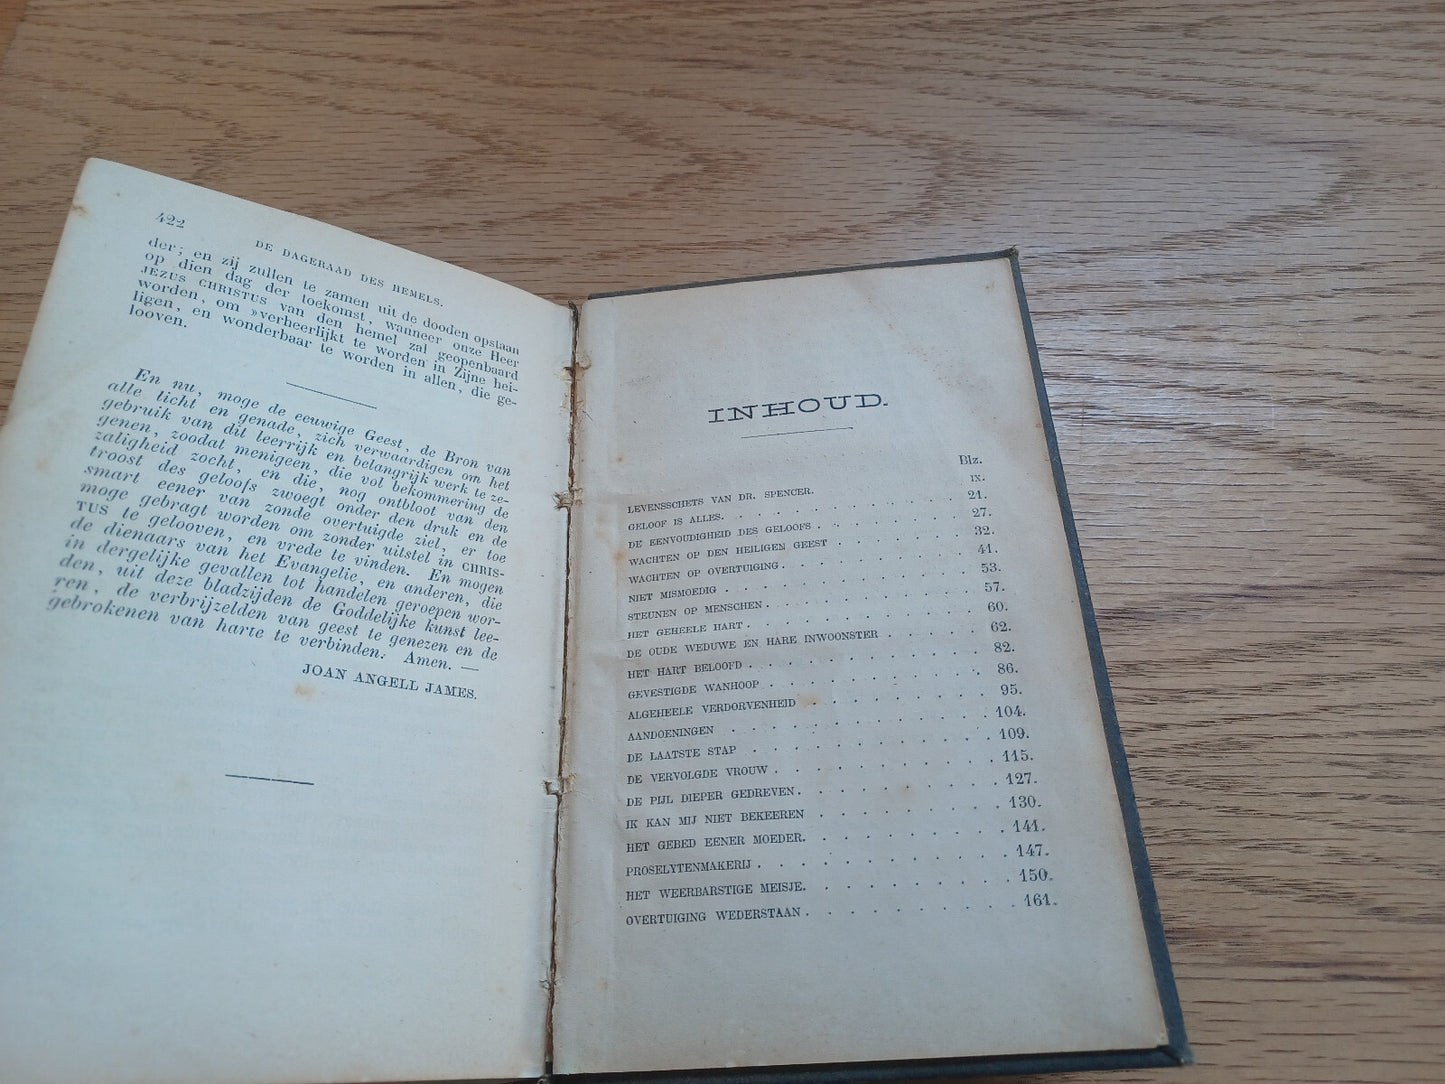 422
DE DAGERAAD DES HEMELS.
der; en zij zullen te zamen uit de dooden opstaan
op dien dag der toekomst, wanneer onze Heer
JEZUS CHRISTUS van den hemel zal geopenbaard
worden, om »verheerlijkt te worden in Zijne hei-
ligen, en wonderbaar te worden in allen, die ge-
looven.
En nu, moge de eeuwige Geest, de Bron van
alle licht en genade, zich verwaardigen om het
gebruik van dit leerrijk en belangrijk werk te ze-
genen, zoodat menigeen, die vol bekommering de
zaligheid zocht, en die, nog ontbloot van den
troost des geloofs zwoegt onder den druk en de
smart eener van zonde overtuigde ziel, er toe
moge gebragt worden om zonder uitstel in CHRIS-
TUS te gelooven, en vrede te vinden. En mogen
de dienaars van het Evangelie, en anderen, die
in dergelijke gevallen tot handelen geroepen wor-
den, uit deze bladzijden de Goddelijke kunst lee-
ren, de verbrijzelden van geest te genezen en de
gebrokenen van harte te verbinden. Amen. —
JOAN ANGELL JAMES.
INHOUD.
Blz.
LEVENSSCHETS VAN DR. SPENCER. IX.
GELOOF IS ALLES. . . . . . . . . . . . 21.
DE EENVOUDIGHEID DES GELOOFS . . . . . . . . 27.
WACHTEN OP DEN HEILIGEN GEEST . . . . . . . 32.
WACHTEN OP OVERTUIGING . . . . . . . . . 41.
NIET MISMOEDIG . . . . . . . . . . . . 53.
STEUNEN OP MENSCHEN . . . . . . . . . . 57.
HET GEHEELE HART . . . . . . . . . . . 60.
DE OUDE WEDUWE EN HARE INWOONSTER . . . . . 62.
HET HART BELOOFD . . . . . . . . . . . 82.
GEVESTIGDE WANHOOP . . . . . . . . . . 86.
ALGEHEELE VERDORVENHEID . . . . . . . . 95.
AANDOENINGEN . . . . . . . . . . . . 104.
DE LAATSTE STAP . . . . . . . . . . . 109.
DE VERVOLGDE VROUW . . . . . . . . . . 115.
DE PIJL DIEPER GEDREVEN . . . . . . . . . 127.
IK KAN MIJ NIET BEKEEREN . . . . . . . . 130.
HET GEBED EENER MOEDER. . . . . . . . . 141.
PROSELYTENMAKERIJ . . . . . . . . . . . 147.
HET WEERBARSTIGE MEISJE. . . . . . . . . 150.
OVERTUIGING WEDERSTAAN . . . . . . . . . 161.